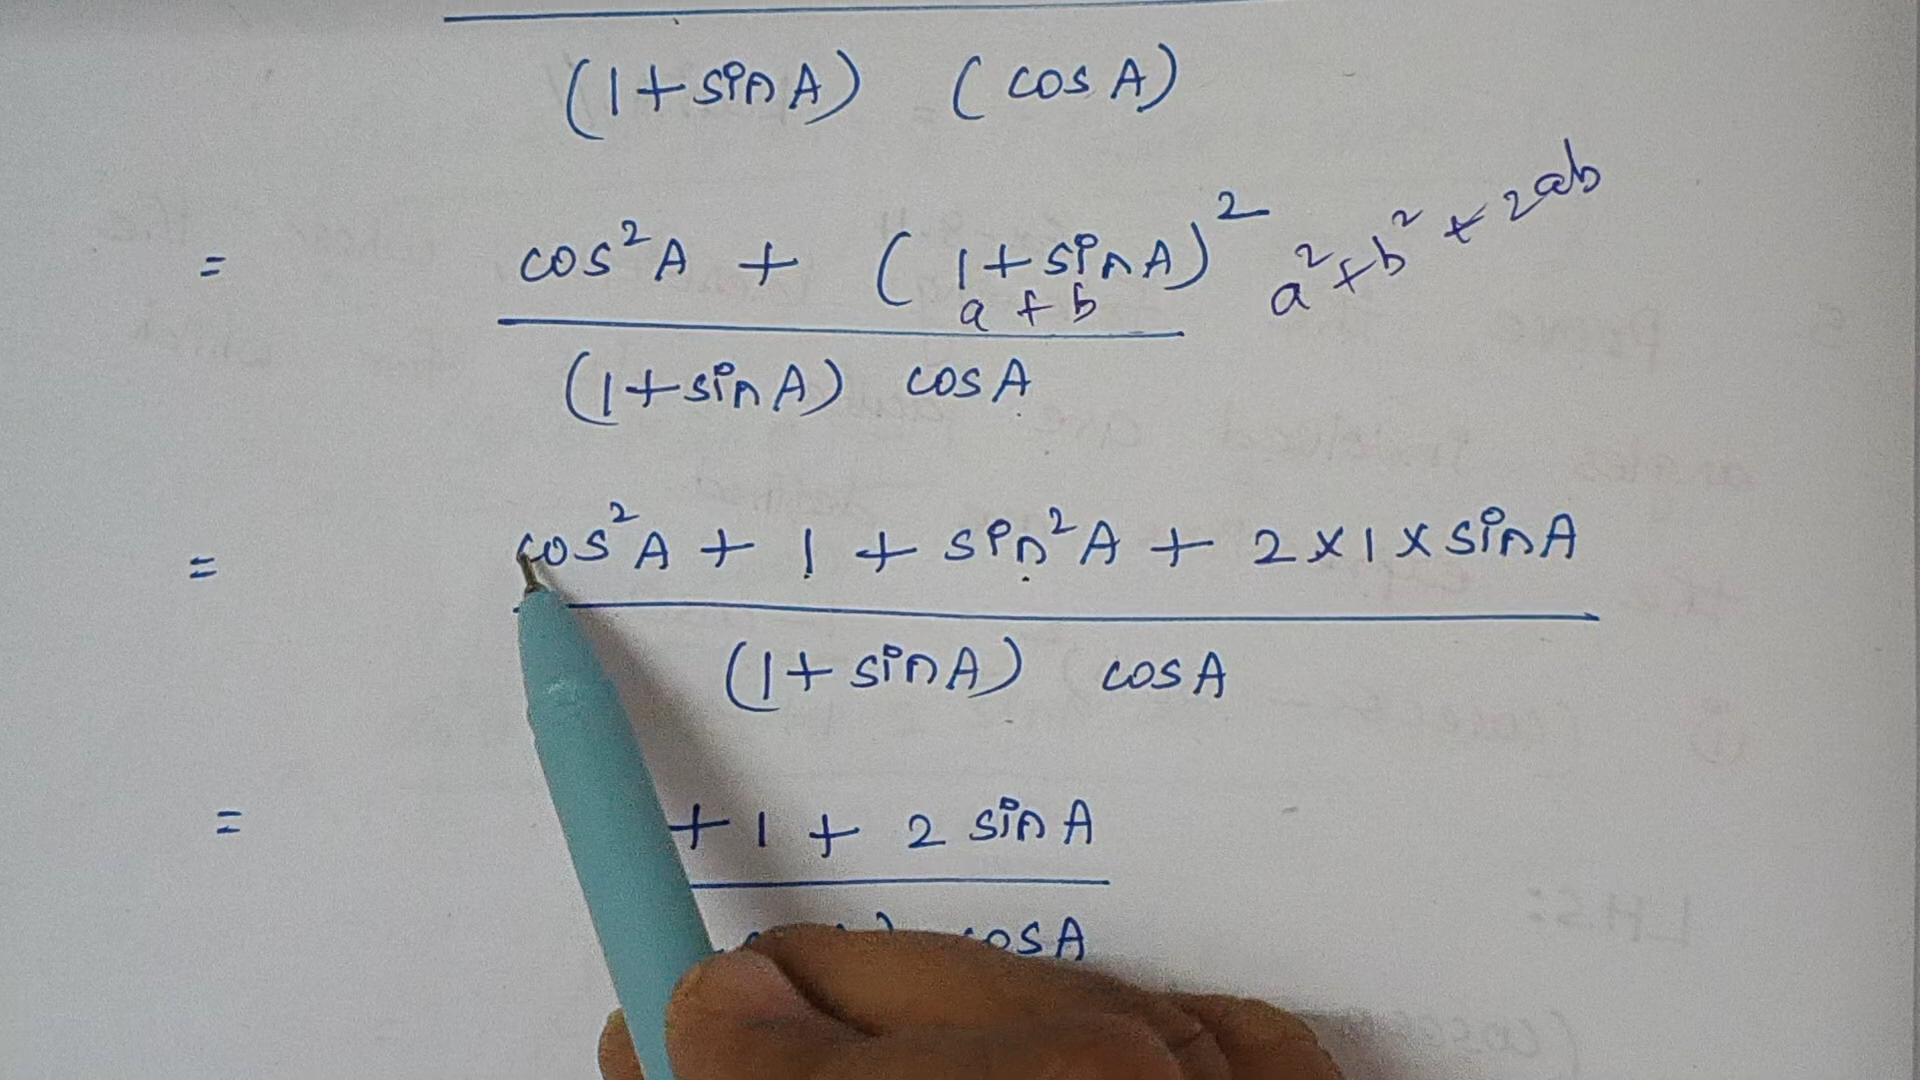 (1+sinA) (cosA)
= cos²A + (1+sinA)² a²+b²+2ab
a+b
(1+sinA) cosA
= cos²A + 1 + sin²A + 2×1×sinA
(1+sinA) cosA
= +1+ 2 sinA
cosA